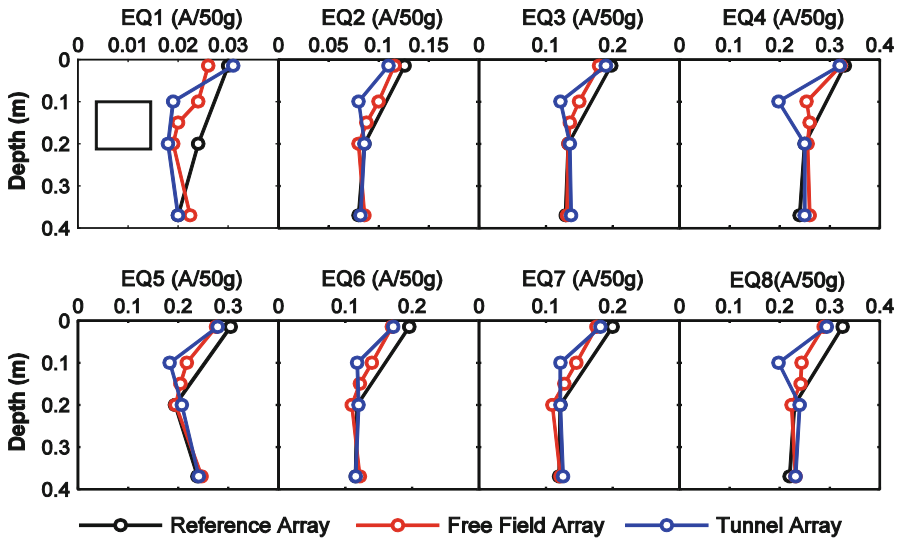 EQ1 (A/50g) EQ2 (A/50g) EQ3 (A/50g) EQ4 (A/50g)
0 0.01 0.02 0.03 0 0.05 0.1 0.15 0 0.1 0.2 0 0.1 0.2 0.3 0.4
0
0.1
0.2
0.3
0.4
Depth (m)
EQ5 (A/50g) EQ6 (A/50g) EQ7 (A/50g) EQ8(A/50g)
0 0.1 0.2 0.3 0 0.1 0.2 0 0.1 0.2 0 0.1 0.2 0.3 0.4
0
0.1
0.2
0.3
0.4
Depth (m)
Reference Array Free Field Array Tunnel Array